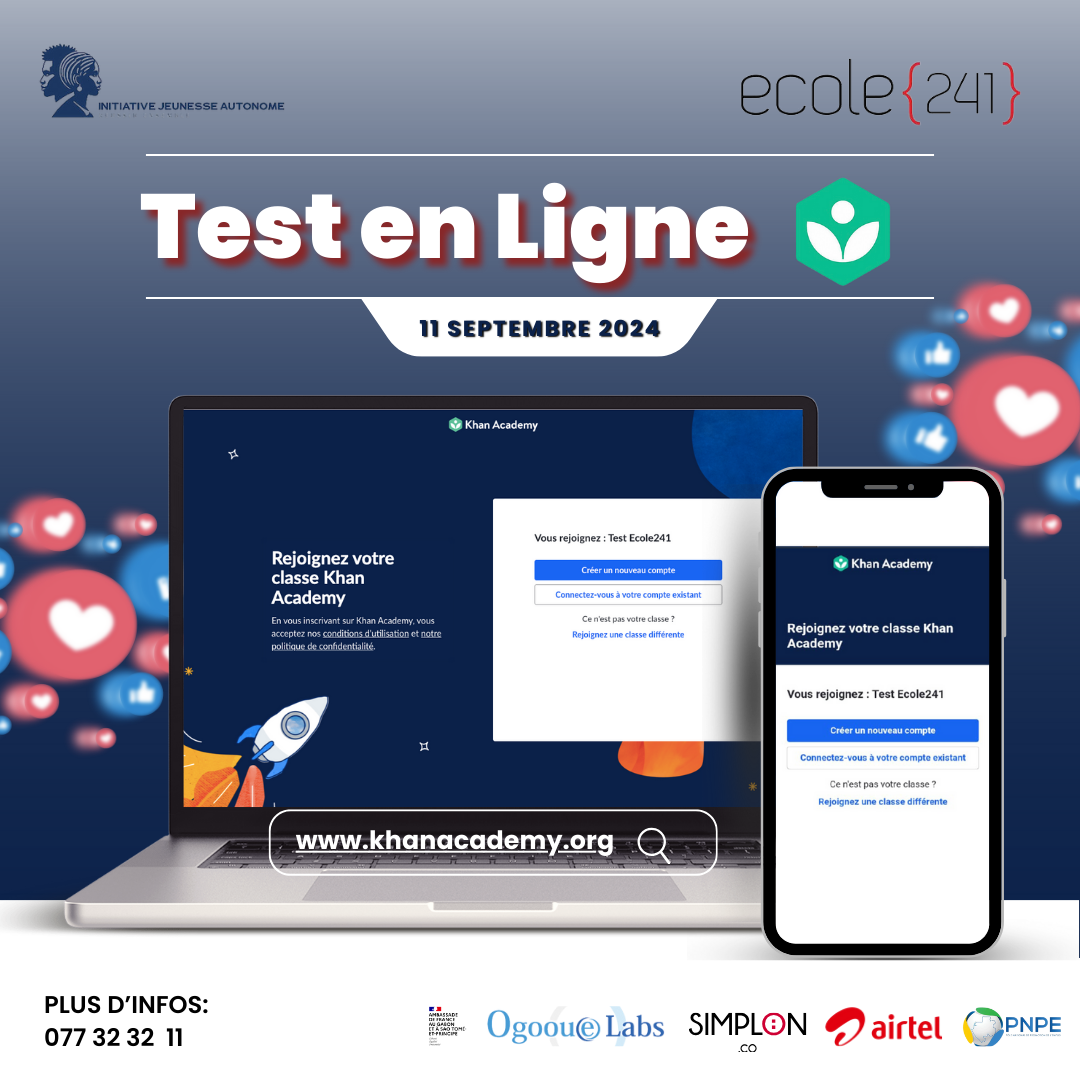 INITIATIVE JEUNESSE AUTONOME
ecole{241}
Test en Ligne
11 SEPTEMBRE 2024
Khan Academy
Rejoignez votre
classe Khan
Academy
En vous inscrivant sur Khan Academy, vous
acceptez nos conditions d'utilisation et notre
politique de confidentialité.
Vous rejoignez : Test Ecole241
Créer un nouveau compte
Connectez-vous à votre compte existant
Ce n'est pas votre classe ?
Rejoignez une classe différente
Khan Academy
Rejoignez votre classe Khan
Academy
Vous rejoignez : Test Ecole241
Créer un nouveau compte
Connectez-vous à votre compte existant
Ce n'est pas votre classe ?
Rejoignez une classe différente
www.khanacademy.org
PLUS D'INFOS:
077 32 32 11
AMBASSADE
DE FRANCE
AU GABON
ET À SAO TOMÉ-
ET-PRINCIPE
Ogooue Labs
SIMPLON
.CO
airtel
PNPE